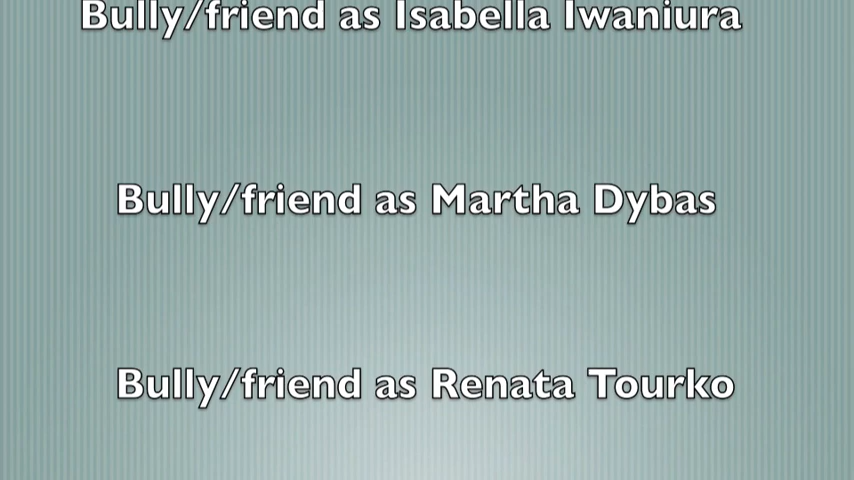 Bully/friend as Isabella Iwaniura
Bully/friend as Martha Dybas
Bully/friend as Renata Tourko